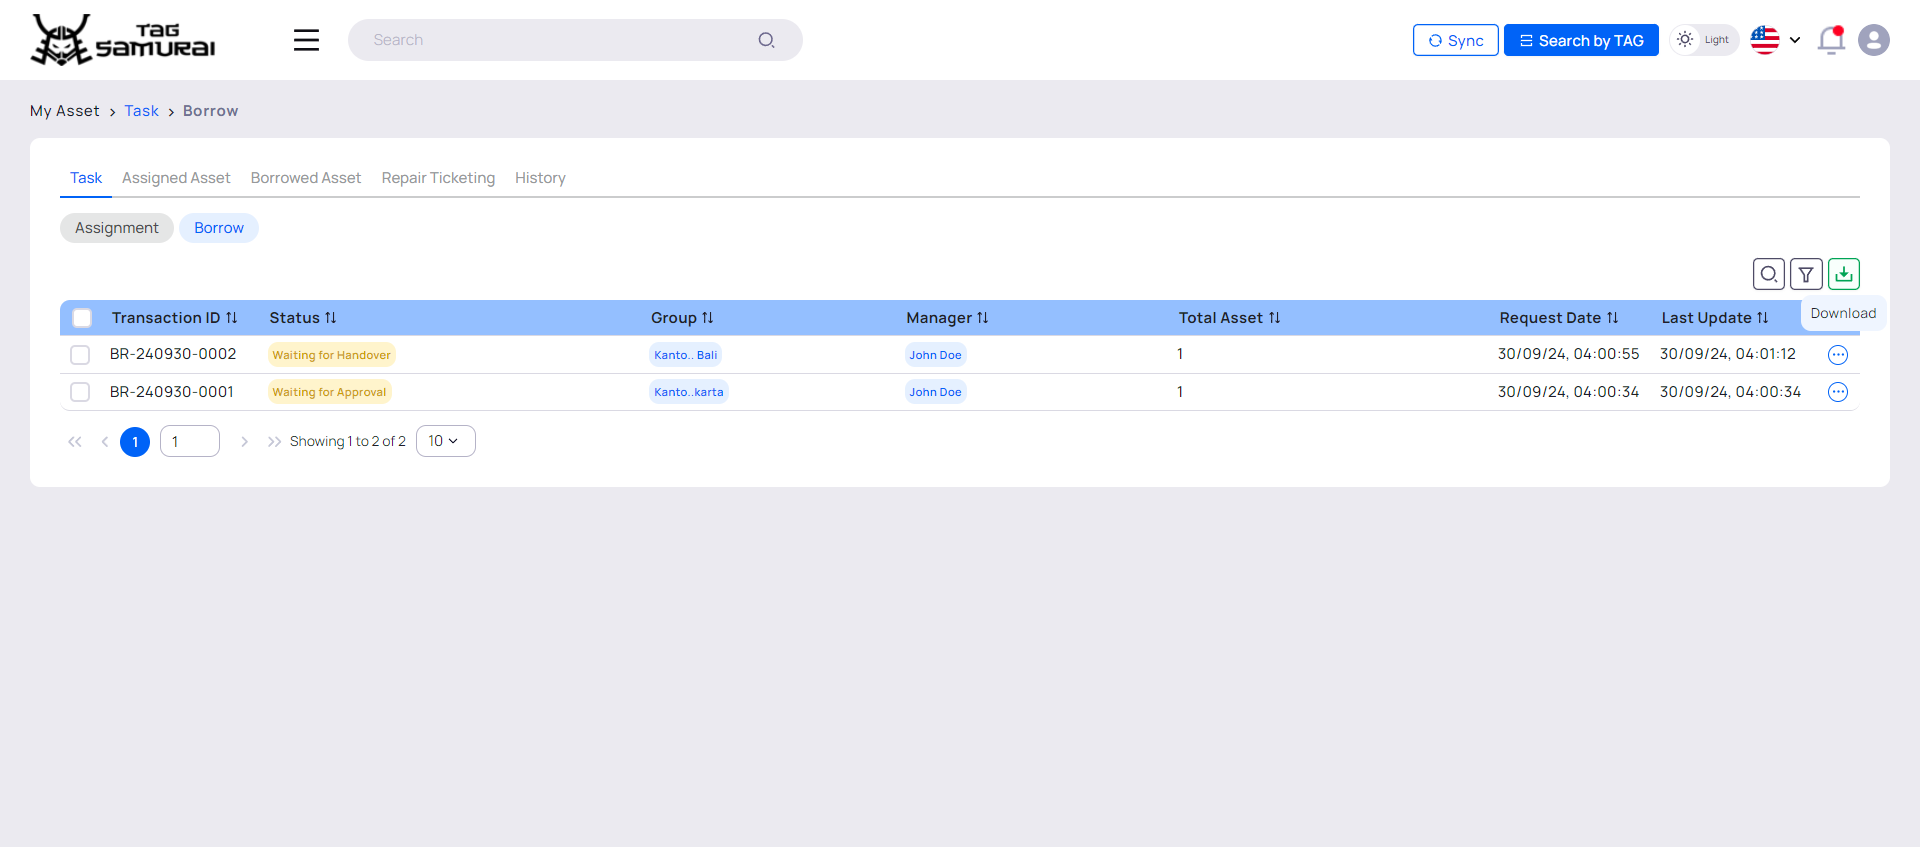 TAG
SAMURAI
Search
Sync
Search by TAG
Light
My Asset > Task > Borrow
Task Assigned Asset Borrowed Asset Repair Ticketing History
Assignment Borrow
Download
Transaction ID Status Group Manager Total Asset Request Date Last Update
BR-240930-0002 Waiting for Handover Kanto.. Bali John Doe 1 30/09/24, 04:00:55 30/09/24, 04:01:12
BR-240930-0001 Waiting for Approval Kanto..karta John Doe 1 30/09/24, 04:00:34 30/09/24, 04:00:34
1 1 Showing 1 to 2 of 2 10